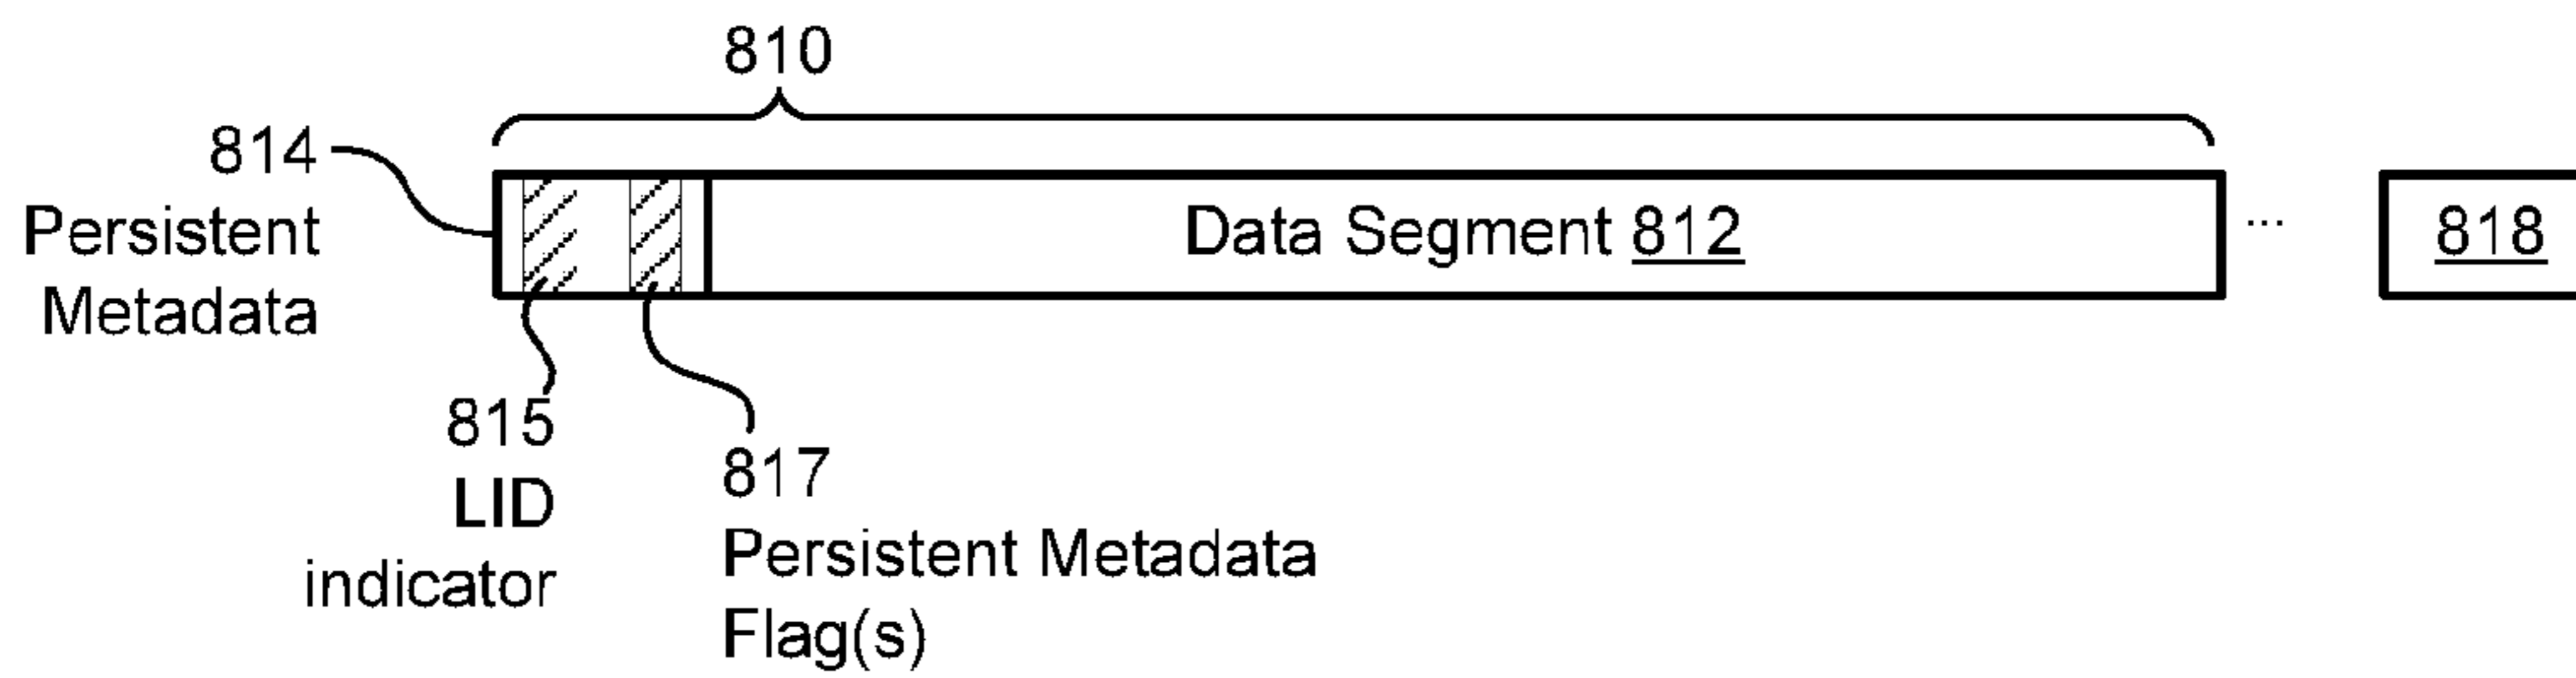 810
814
Persistent
Metadata
Data Segment 812
...
818
815
LID
indicator
817
Persistent Metadata
Flag(s)